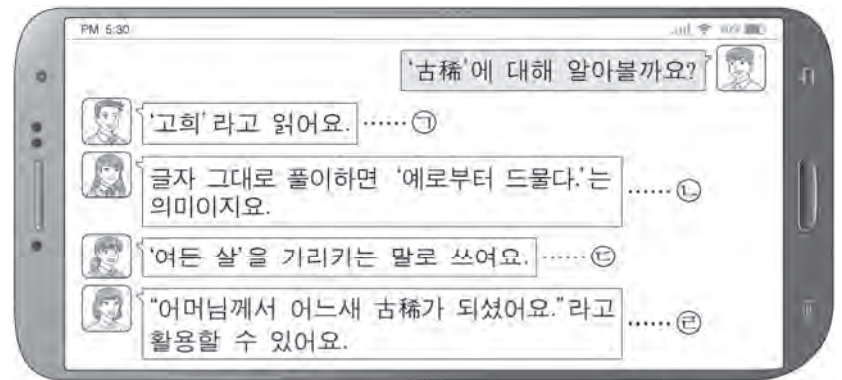 PM 5:30
'古稀'에 대해 알아볼까요?
'고희'라고 읽어요. ······ ㉠
글자 그대로 풀이하면 '예로부터 드물다.'는
의미이지요. ······ ㉡
'여든 살'을 기리키는 말로 쓰여요. ······ ㉢
"어머님께서 어느새 古稀가 되셨어요."라고
활용할 수 있어요. ······ ㉣